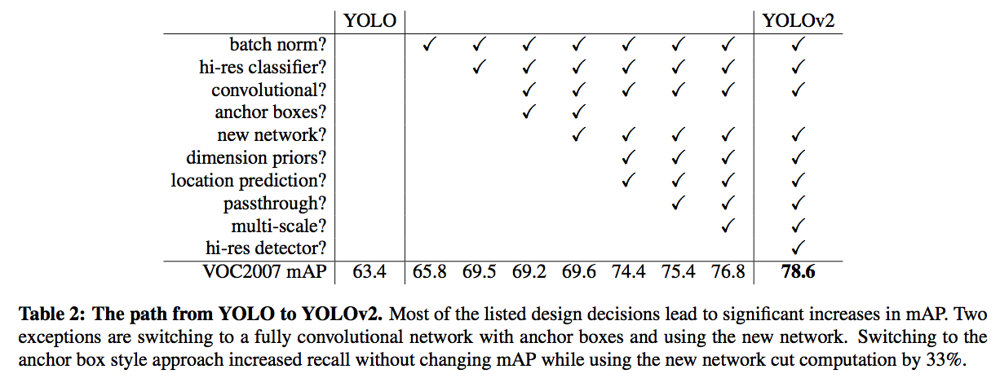 YOLO YOLOv2
batch norm? ✓ ✓ ✓ ✓ ✓ ✓ ✓ ✓
hi-res classifier? ✓ ✓ ✓ ✓ ✓ ✓ ✓
convolutional? ✓ ✓ ✓ ✓ ✓ ✓
anchor boxes? ✓ ✓
new network? ✓ ✓ ✓ ✓ ✓
dimension priors? ✓ ✓ ✓ ✓
location prediction? ✓ ✓ ✓ ✓
passthrough? ✓ ✓ ✓
multi-scale? ✓ ✓
hi-res detector? ✓
VOC2007 mAP 63.4 65.8 69.5 69.2 69.6 74.4 75.4 76.8 78.6
Table 2: The path from YOLO to YOLOv2. Most of the listed design decisions lead to significant increases in mAP. Two
exceptions are switching to a fully convolutional network with anchor boxes and using the new network. Switching to the
anchor box style approach increased recall without changing mAP while using the new network cut computation by 33%.